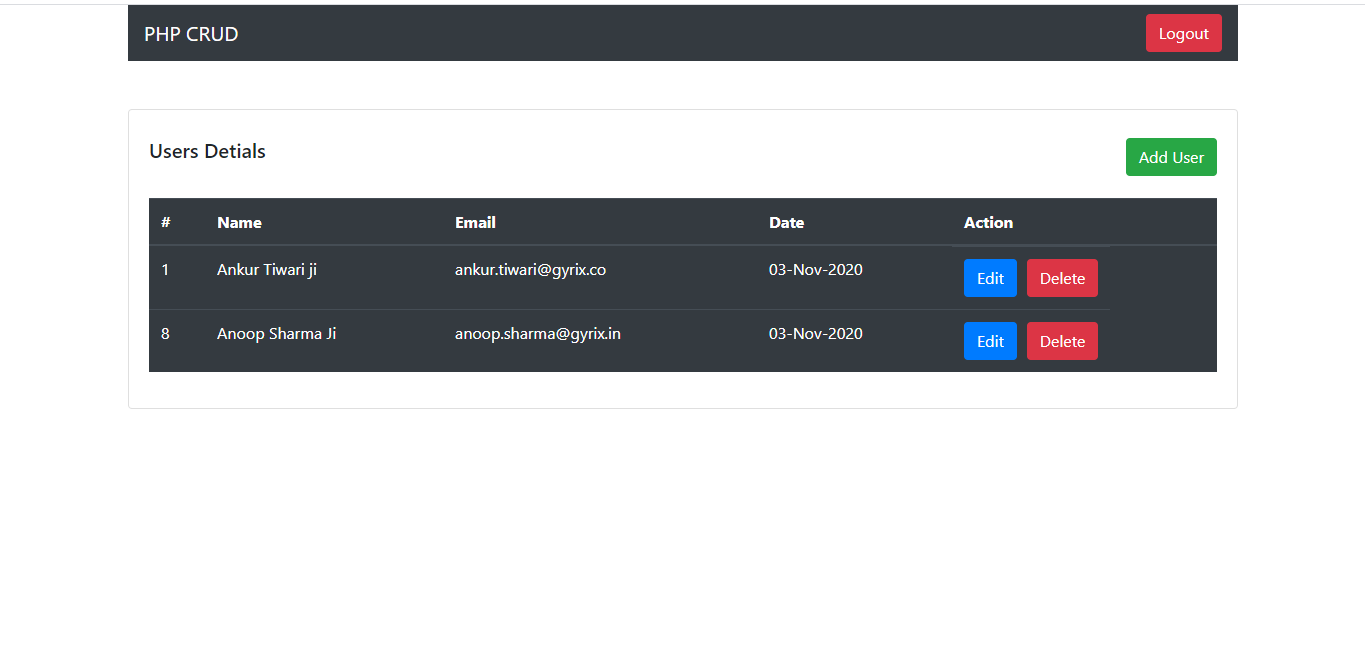 PHP CRUD Logout
Users Detials
Add User
# Name Email Date Action
1 Ankur Tiwari ji ankur.tiwari@gyrix.co 03-Nov-2020 Edit Delete
8 Anoop Sharma Ji anoop.sharma@gyrix.in 03-Nov-2020 Edit Delete